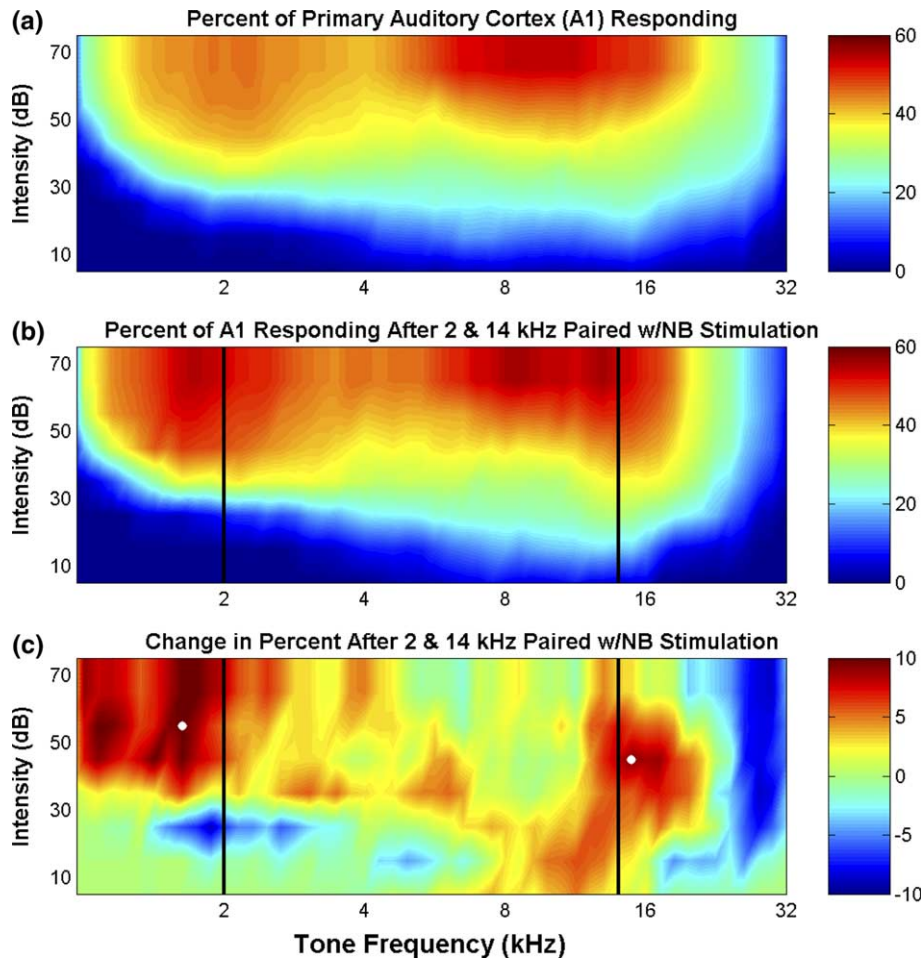 (a) Percent of Primary Auditory Cortex (A1) Responding
Intensity (dB)
70
50
30
10
2 4 8 16 32
60
40
20
0
(b) Percent of A1 Responding After 2 & 14 kHz Paired w/NB Stimulation
Intensity (dB)
70
50
30
10
2 4 8 16 32
60
40
20
0
(c) Change in Percent After 2 & 14 kHz Paired w/NB Stimulation
Intensity (dB)
70
50
30
10
2 4 8 16 32
10
5
0
-5
-10
Tone Frequency (kHz)